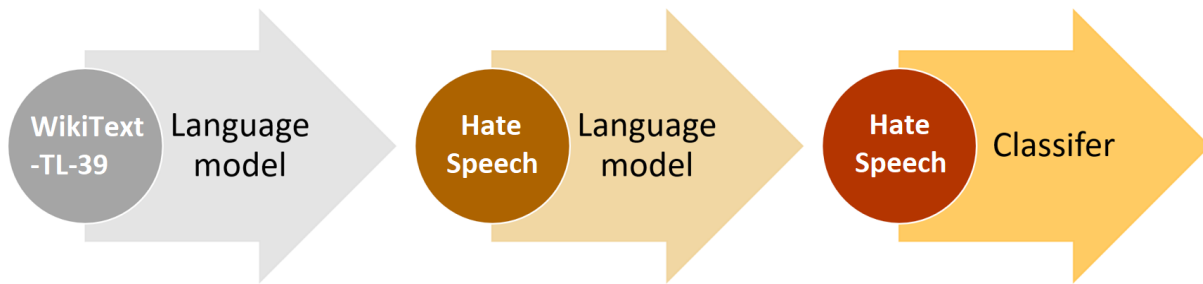 WikiText
-TL-39
Language
model
Hate
Speech
Language
model
Hate
Speech
Classifer